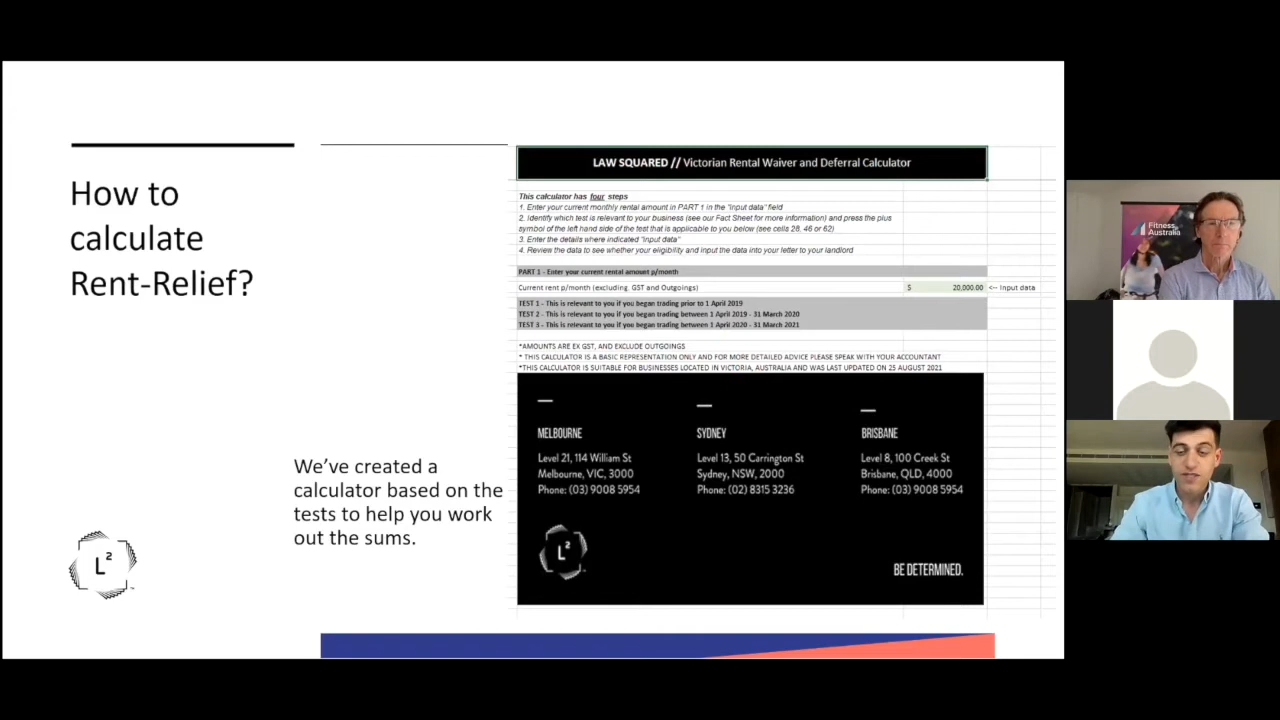 How to
calculate
Rent-Relief?
We've created a
calculator based on the
tests to help you work
out the sums.
L²
LAW SQUARED // Victorian Rental Waiver and Deferral Calculator
This calculator has four steps
1. Enter your current monthly rental amount in PART 1 in the "Input data" field
2. Identify which test is relevant to your business (see our Fact Sheet for more information) and press the plus
symbol of the left hand side of the test that is applicable to you below (see cells 28, 46 or 62)
3. Enter the details where indicated "Input data"
4. Review the data to see whether your eligibility and input the data into your letter to your landlord
PART 1 - Enter your current rental amount p/month
Current rent p/month (excluding GST and Outgoings) $ 20,000.00 <-- Input data
TEST 1 - This is relevant to you if you began trading prior to 1 April 2019
TEST 2 - This is relevant to you if you began trading between 1 April 2019 - 31 March 2020
TEST 3 - This is relevant to you if you began trading between 1 April 2020 - 31 March 2021
*AMOUNTS ARE EX GST, AND EXCLUDE OUTGOINGS
* THIS CALCULATOR IS A BASIC REPRESENTATION ONLY AND FOR MORE DETAILED ADVICE PLEASE SPEAK WITH YOUR ACCOUNTANT
*THIS CALCULATOR IS SUITABLE FOR BUSINESSES LOCATED IN VICTORIA, AUSTRALIA AND WAS LAST UPDATED ON 25 AUGUST 2021
MELBOURNE
Level 21, 114 William St
Melbourne, VIC, 3000
Phone: (03) 9008 5954
SYDNEY
Level 13, 50 Carrington St
Sydney, NSW, 2000
Phone: (02) 8315 3236
BRISBANE
Level 8, 100 Creek St
Brisbane, QLD, 4000
Phone: (03) 9008 5954
L²
BE DETERMINED.
Fitness
Australia